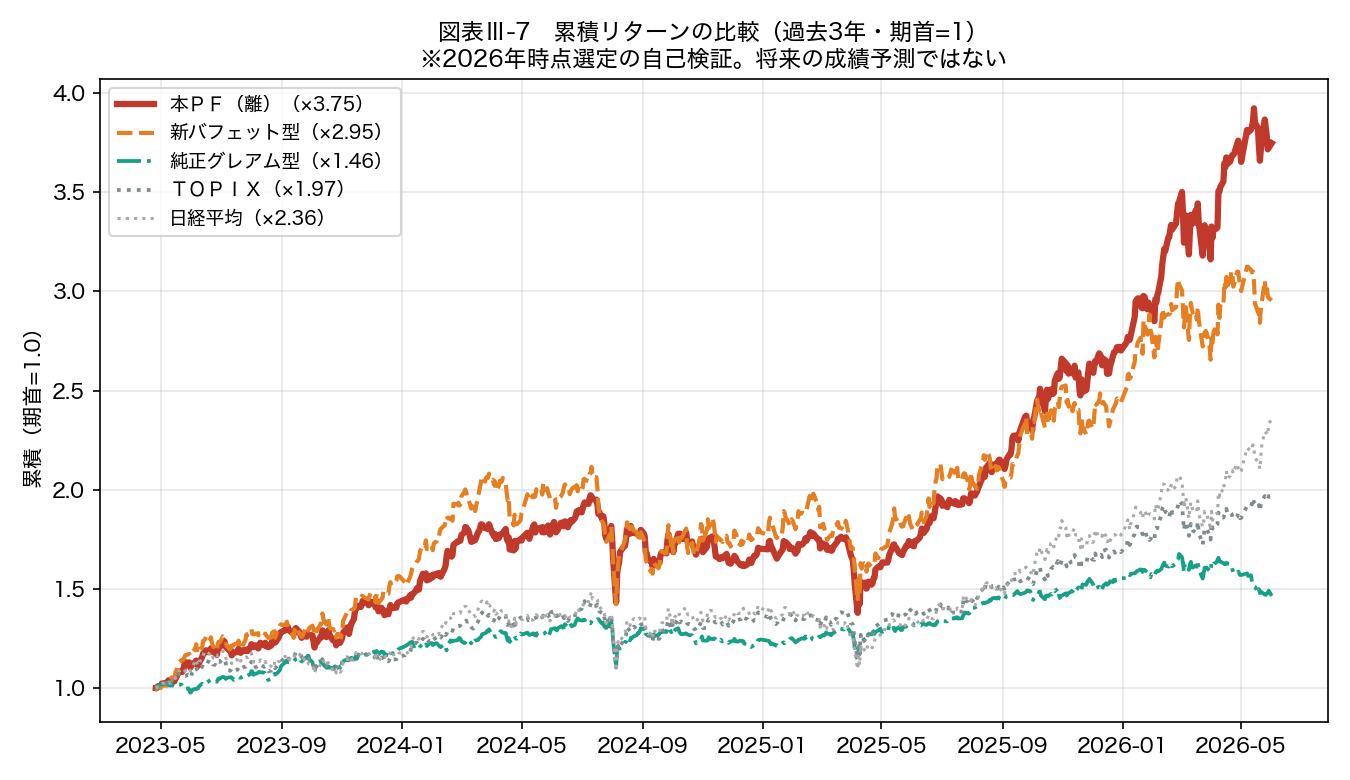 図表Ⅲ-7　累積リターンの比較（過去3年・期首=1）
※2026年時点選定の自己検証。将来の成績予測ではない
本ＰＦ（離）（×3.75）
新バフェット型（×2.95）
純正グレアム型（×1.46）
ＴＯＰＩＸ（×1.97）
日経平均（×2.36）
累積（期首=1.0）
4.0
3.5
3.0
2.5
2.0
1.5
1.0
2023-05 2023-09 2024-01 2024-05 2024-09 2025-01 2025-05 2025-09 2026-01 2026-05